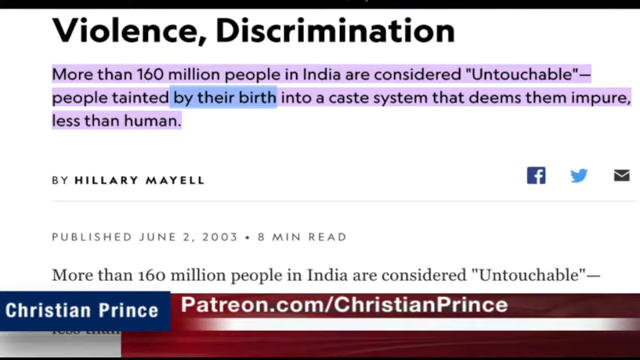 Violence, Discrimination
More than 160 million people in India are considered "Untouchable"—
people tainted by their birth into a caste system that deems them impure,
less than human.
BY HILLARY MAYELL
PUBLISHED JUNE 2, 2003 • 8 MIN READ
More than 160 million people in India are considered "Untouchable"—
Christian Prince
Patreon.com/ChristianPrince
less than